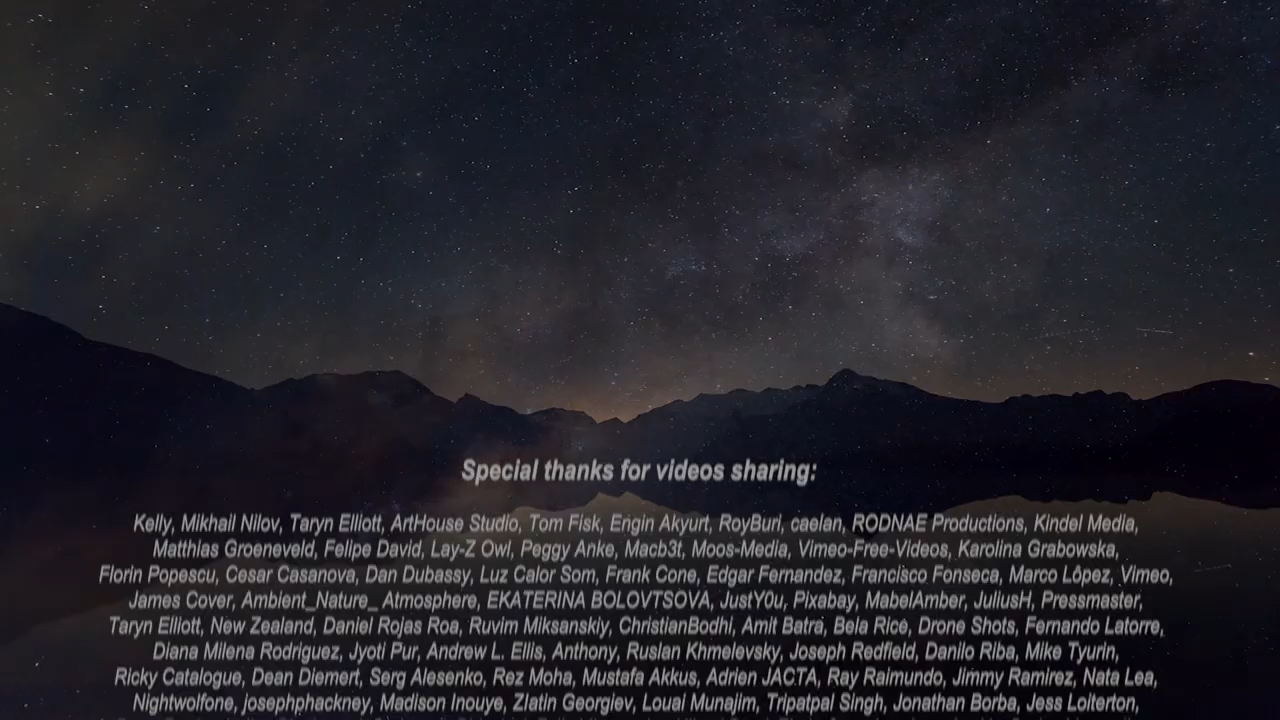 Special thanks for videos sharing:
Kelly, Mikhail Nilov, Taryn Elliott, ArtHouse Studio, Tom Fisk, Engin Akyurt, RoyBuri, caelan, RODNAE Productions, Kindel Media,
Matthias Groeneveld, Felipe David, Lay-Z Owl, Peggy Anke, Macb3t, Moos-Media, Vimeo-Free-Videos, Karolina Grabowska,
Florin Popescu, Cesar Casanova, Dan Dubassy, Luz Calor Som, Frank Cone, Edgar Fernandez, Francisco Fonseca, Marco López, Vimeo,
James Cover, Ambient_Nature_ Atmosphere, EKATERINA BOLOVTSOVA, JustY0u, Pixabay, MabelAmber, JuliusH, Pressmaster,
Taryn Elliott, New Zealand, Daniel Rojas Roa, Ruvim Miksanskiy, ChristianBodhi, Amit Batra, Bela Rice, Drone Shots, Fernando Latorre,
Diana Milena Rodriguez, Jyoti Pur, Andrew L. Ellis, Anthony, Ruslan Khmelevsky, Joseph Redfield, Danilo Riba, Mike Tyurin,
Ricky Catalogue, Dean Diemert, Serg Alesenko, Rez Moha, Mustafa Akkus, Adrien JACTA, Ray Raimundo, Jimmy Ramirez, Nata Lea,
Nightwolfone, josephphackney, Madison Inouye, Zlatin Georgiev, Loual Munajim, Tripatpal Singh, Jonathan Borba, Jess Loiterton,